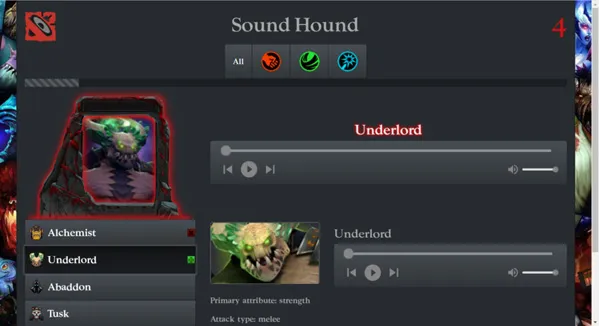 Sound Hound
4
All
Underlord
Alchemist
Underlord
Abaddon
Tusk
Underlord
Primary attribute: strength
Attack type: melee